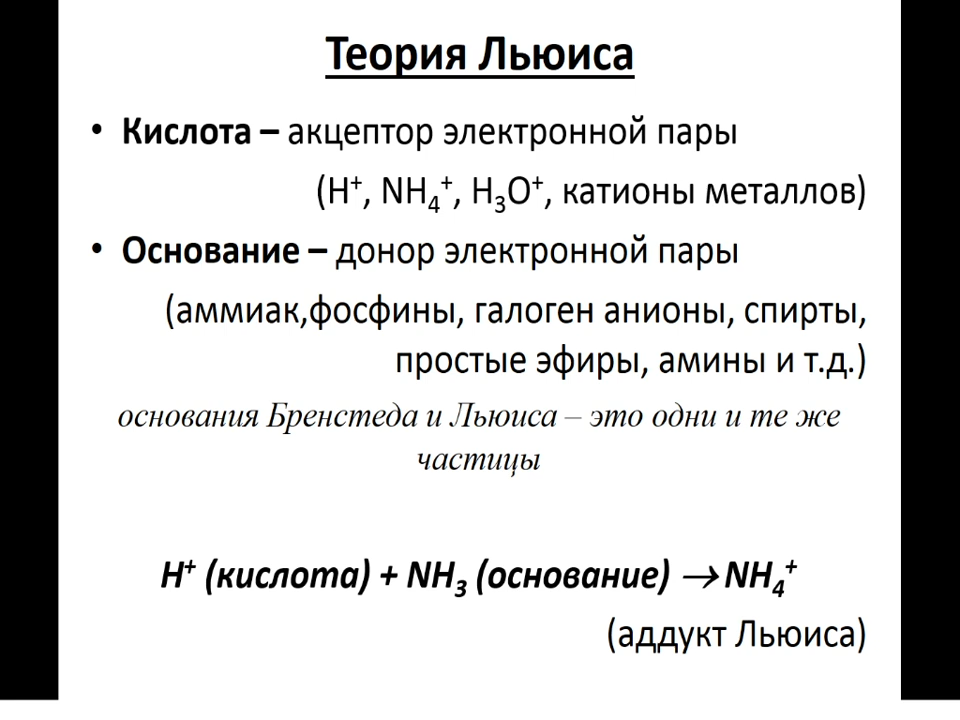 Теория Льюиса
• Кислота – акцептор электронной пары
(H⁺, NH₄⁺, H₃O⁺, катионы металлов)
• Основание – донор электронной пары
(аммиак,фосфины, галоген анионы, спирты,
простые эфиры, амины и т.д.)
основания Бренстеда и Льюиса – это одни и те же
частицы
H⁺ (кислота) + NH₃ (основание) → NH₄⁺
(аддукт Льюиса)